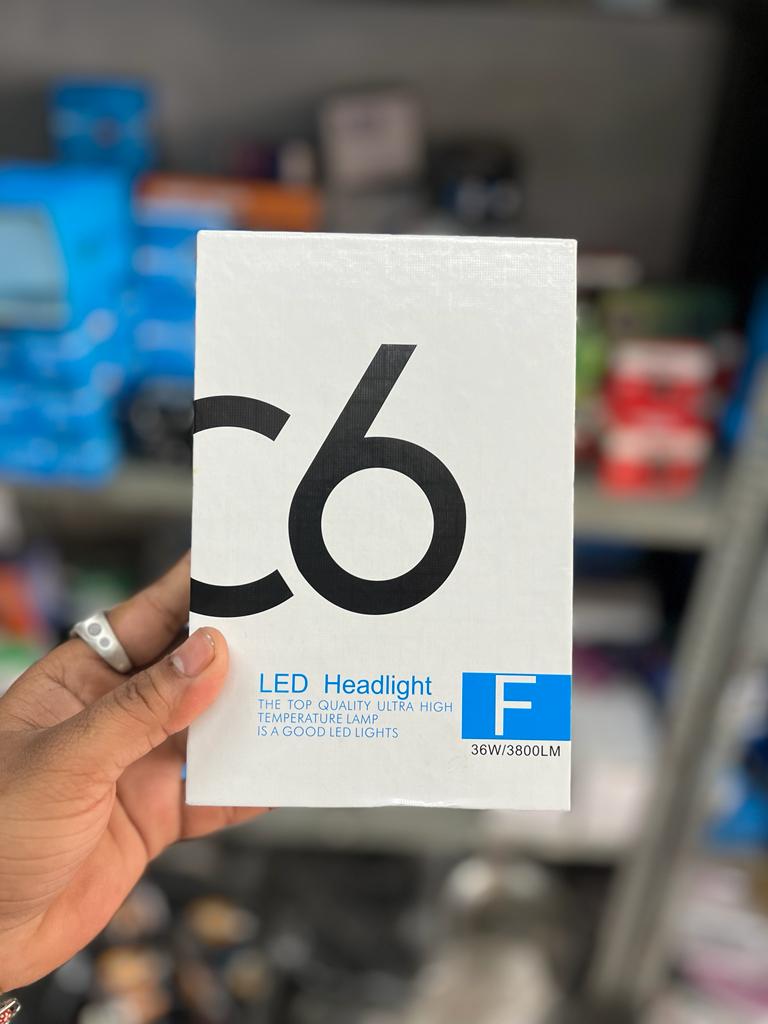 C6
LED Headlight
THE TOP QUALITY ULTRA HIGH
TEMPERATURE LAMP
IS A GOOD LED LIGHTS
F
36W/3800LM